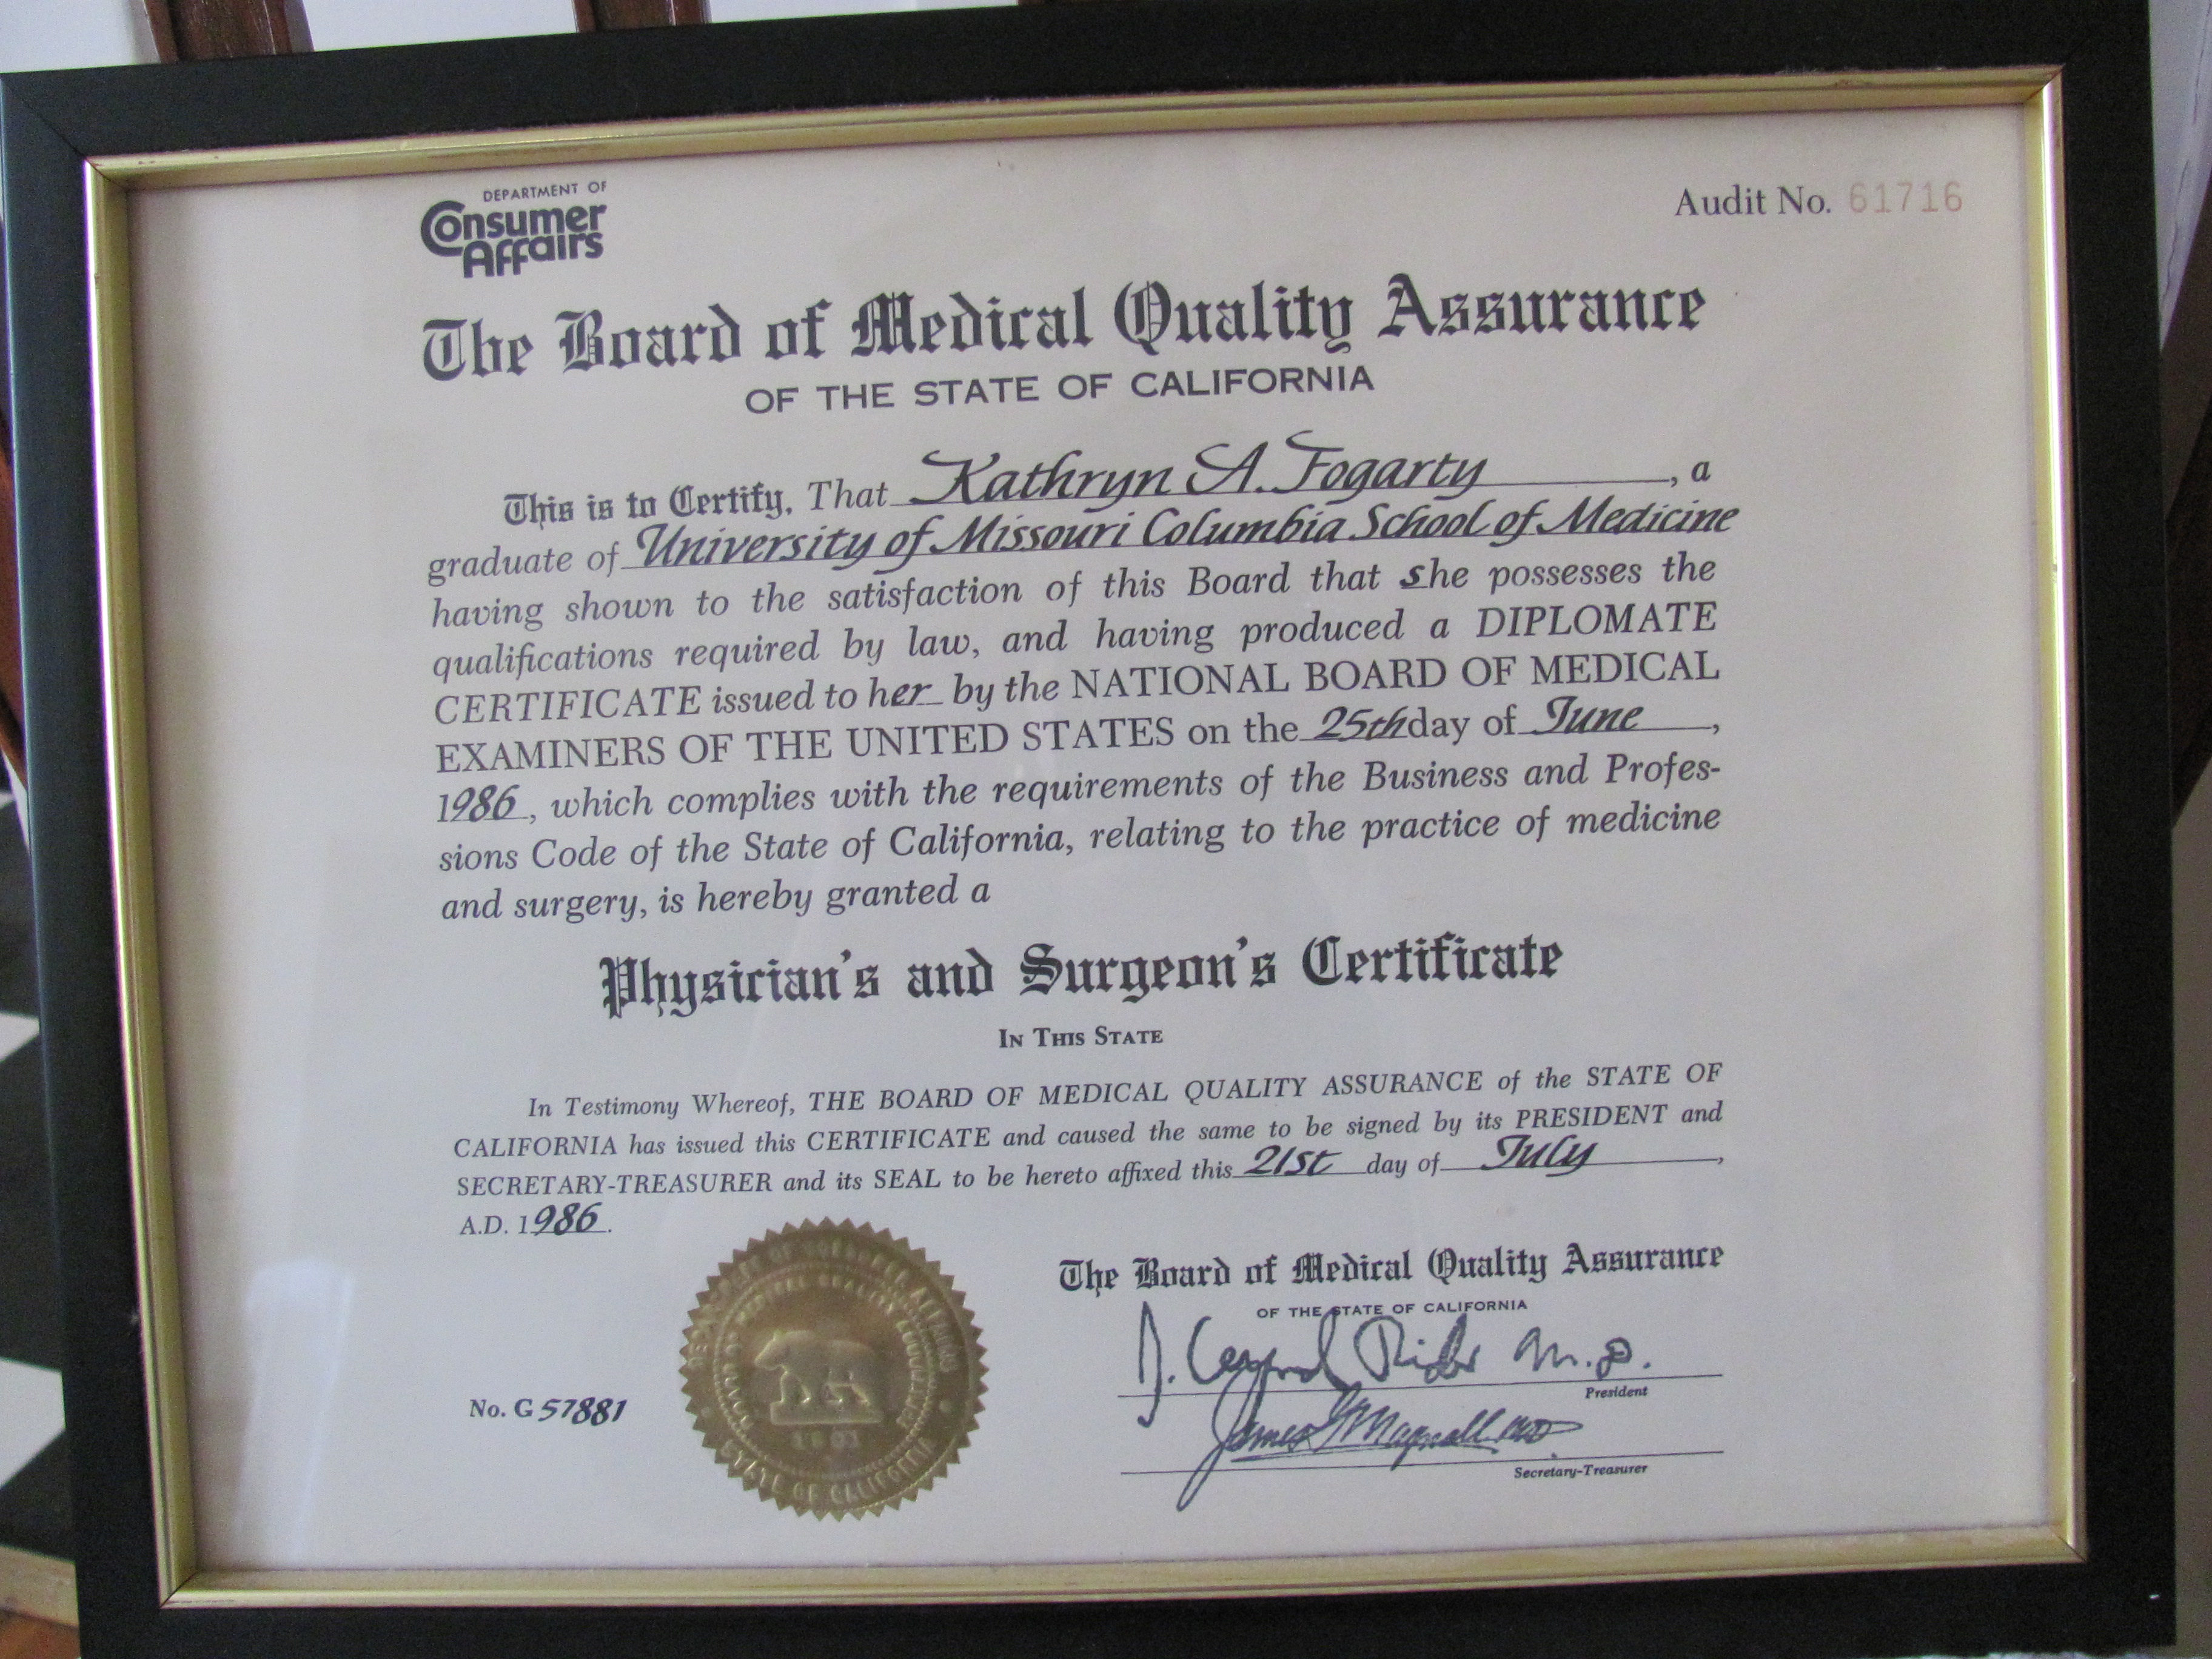 DEPARTMENT OF
Consumer
Affairs
Audit No. 61716
The Board of Medical Quality Assurance
OF THE STATE OF CALIFORNIA
This is to Certify, That Kathryn A. Fogarty, a
graduate of University of Missouri Columbia School of Medicine
having shown to the satisfaction of this Board that she possesses the
qualifications required by law, and having produced a DIPLOMATE
CERTIFICATE issued to her by the NATIONAL BOARD OF MEDICAL
EXAMINERS OF THE UNITED STATES on the 25th day of June,
1986, which complies with the requirements of the Business and Profes-
sions Code of the State of California, relating to the practice of medicine
and surgery, is hereby granted a
Physician's and Surgeon's Certificate
IN THIS STATE
In Testimony Whereof, THE BOARD OF MEDICAL QUALITY ASSURANCE of the STATE OF
CALIFORNIA has issued this CERTIFICATE and caused the same to be signed by its PRESIDENT and
SECRETARY-TREASURER and its SEAL to be hereto affixed this 21st day of July,
A.D. 1986.
The Board of Medical Quality Assurance
OF THE STATE OF CALIFORNIA
M.D.
President
James Magnall MD
Secretary-Treasurer
No. G 57881
STATE OF CALIFORNIA